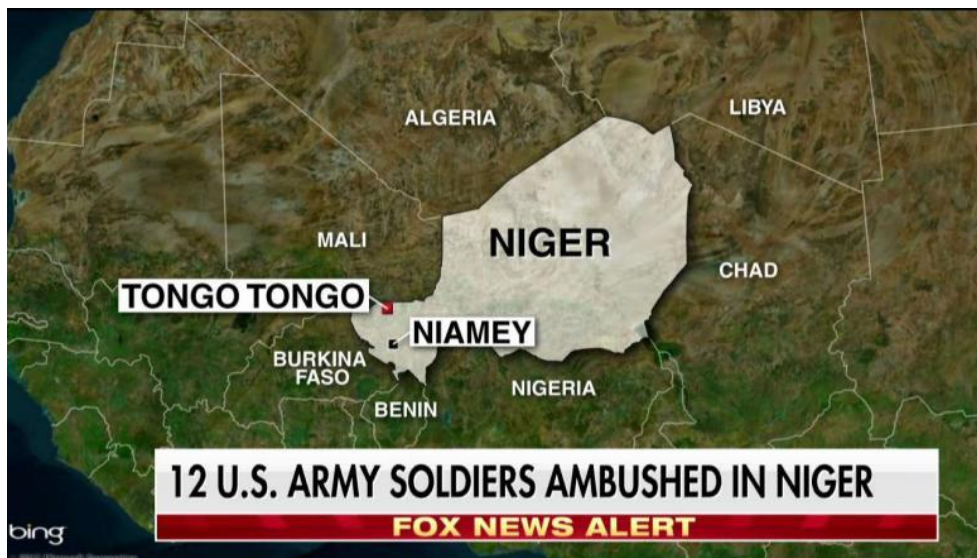 ALGERIA
LIBYA
MALI
NIGER
CHAD
TONGO TONGO
NIAMEY
BURKINA
FASO
NIGERIA
BENIN
12 U.S. ARMY SOLDIERS AMBUSHED IN NIGER
FOX NEWS ALERT
bing